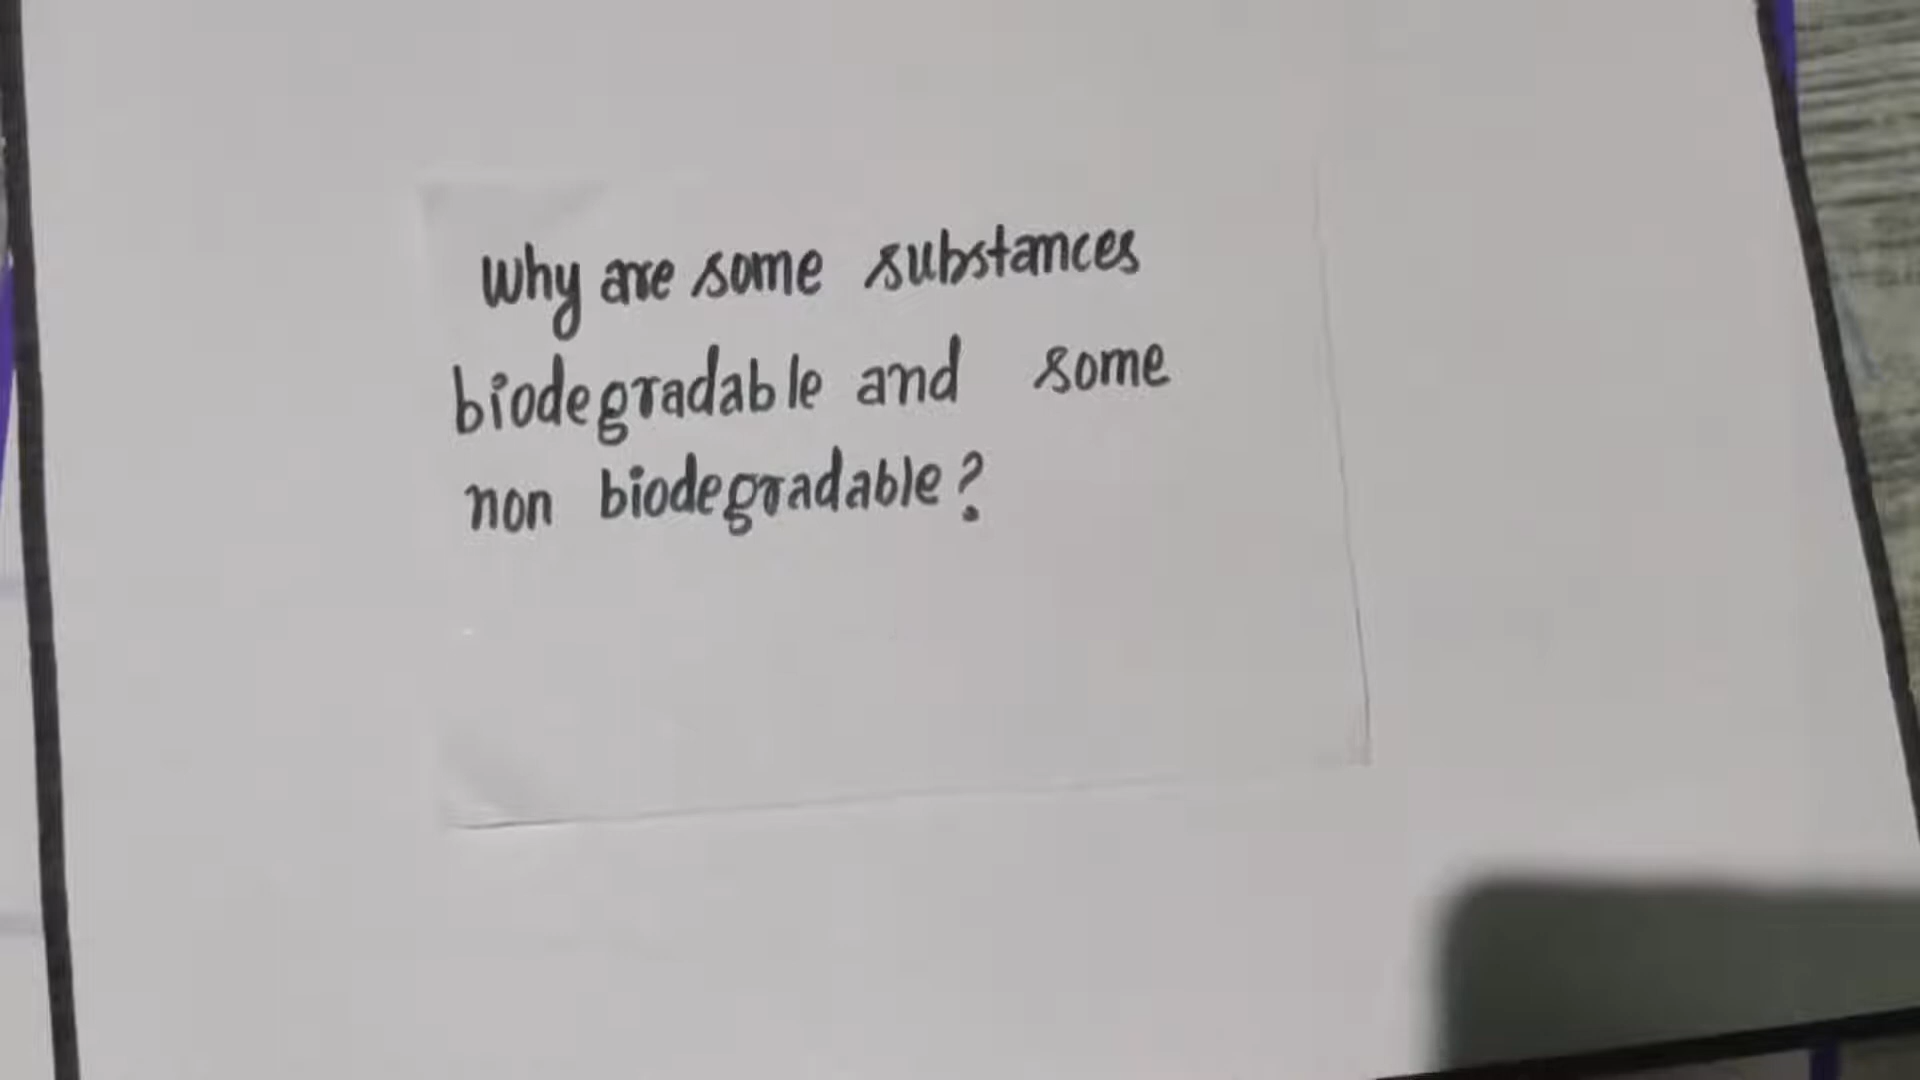 Why are some substances
biodegradable and some
non biodegradable?